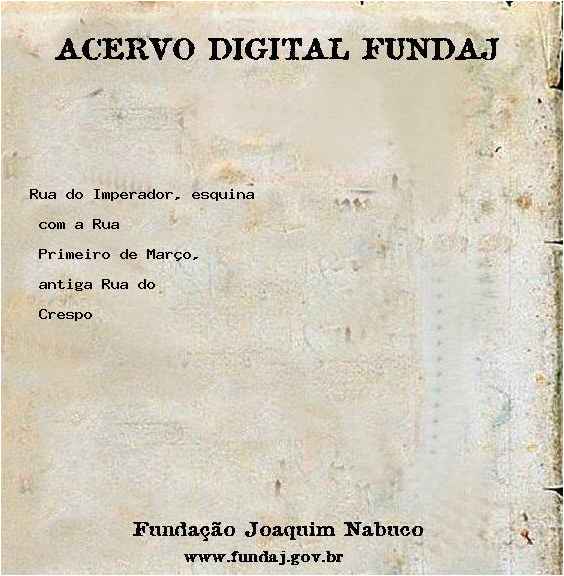 ACERVO DIGITAL FUNDAJ
Rua do Imperador, esquina
com a Rua
Primeiro de Março,
antiga Rua do
Crespo
Fundação Joaquim Nabuco
www.fundaj.gov.br